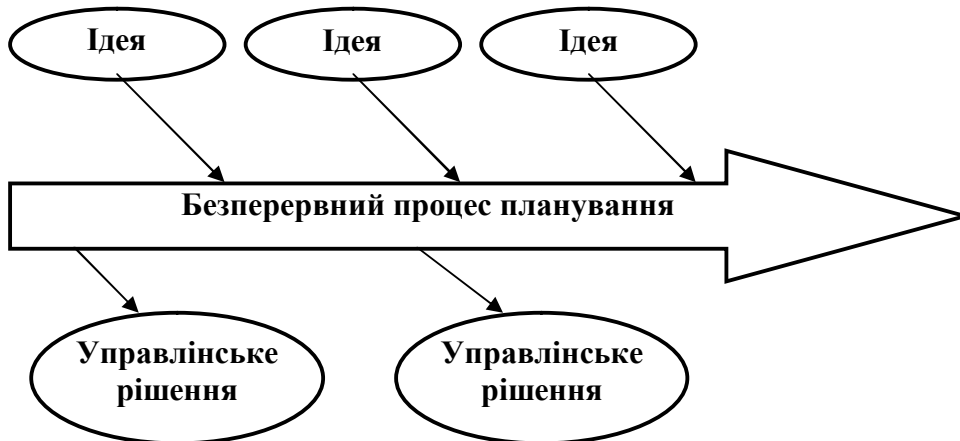 Ідея
Ідея
Ідея
Безперервний процес планування
Управлінське
рішення
Управлінське
рішення